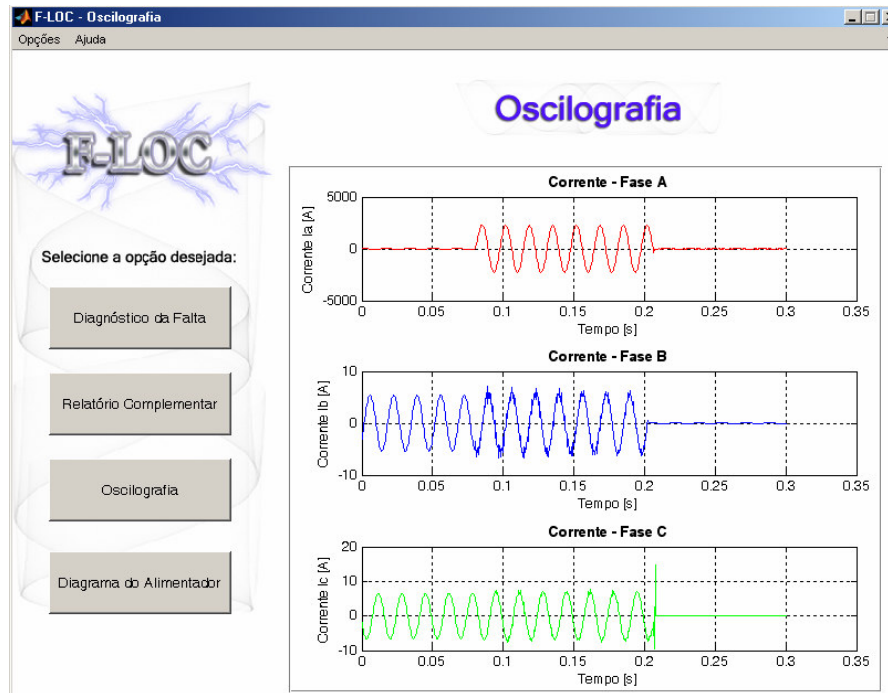 F-LOC - Oscilografia
Opções Ajuda
F-LOC
Selecione a opção desejada:
Diagnóstico da Falta
Relatório Complementar
Oscilografia
Diagrama do Alimentador
Oscilografia
Corrente - Fase A
Corrente Ia [A]
5000
0
-5000
0 0.05 0.1 0.15 0.2 0.25 0.3 0.35
Tempo [s]
Corrente - Fase B
Corrente Ib [A]
10
0
-10
0 0.05 0.1 0.15 0.2 0.25 0.3 0.35
Tempo [s]
Corrente - Fase C
Corrente Ic [A]
20
10
0
-10
0 0.05 0.1 0.15 0.2 0.25 0.3 0.35
Tempo [s]